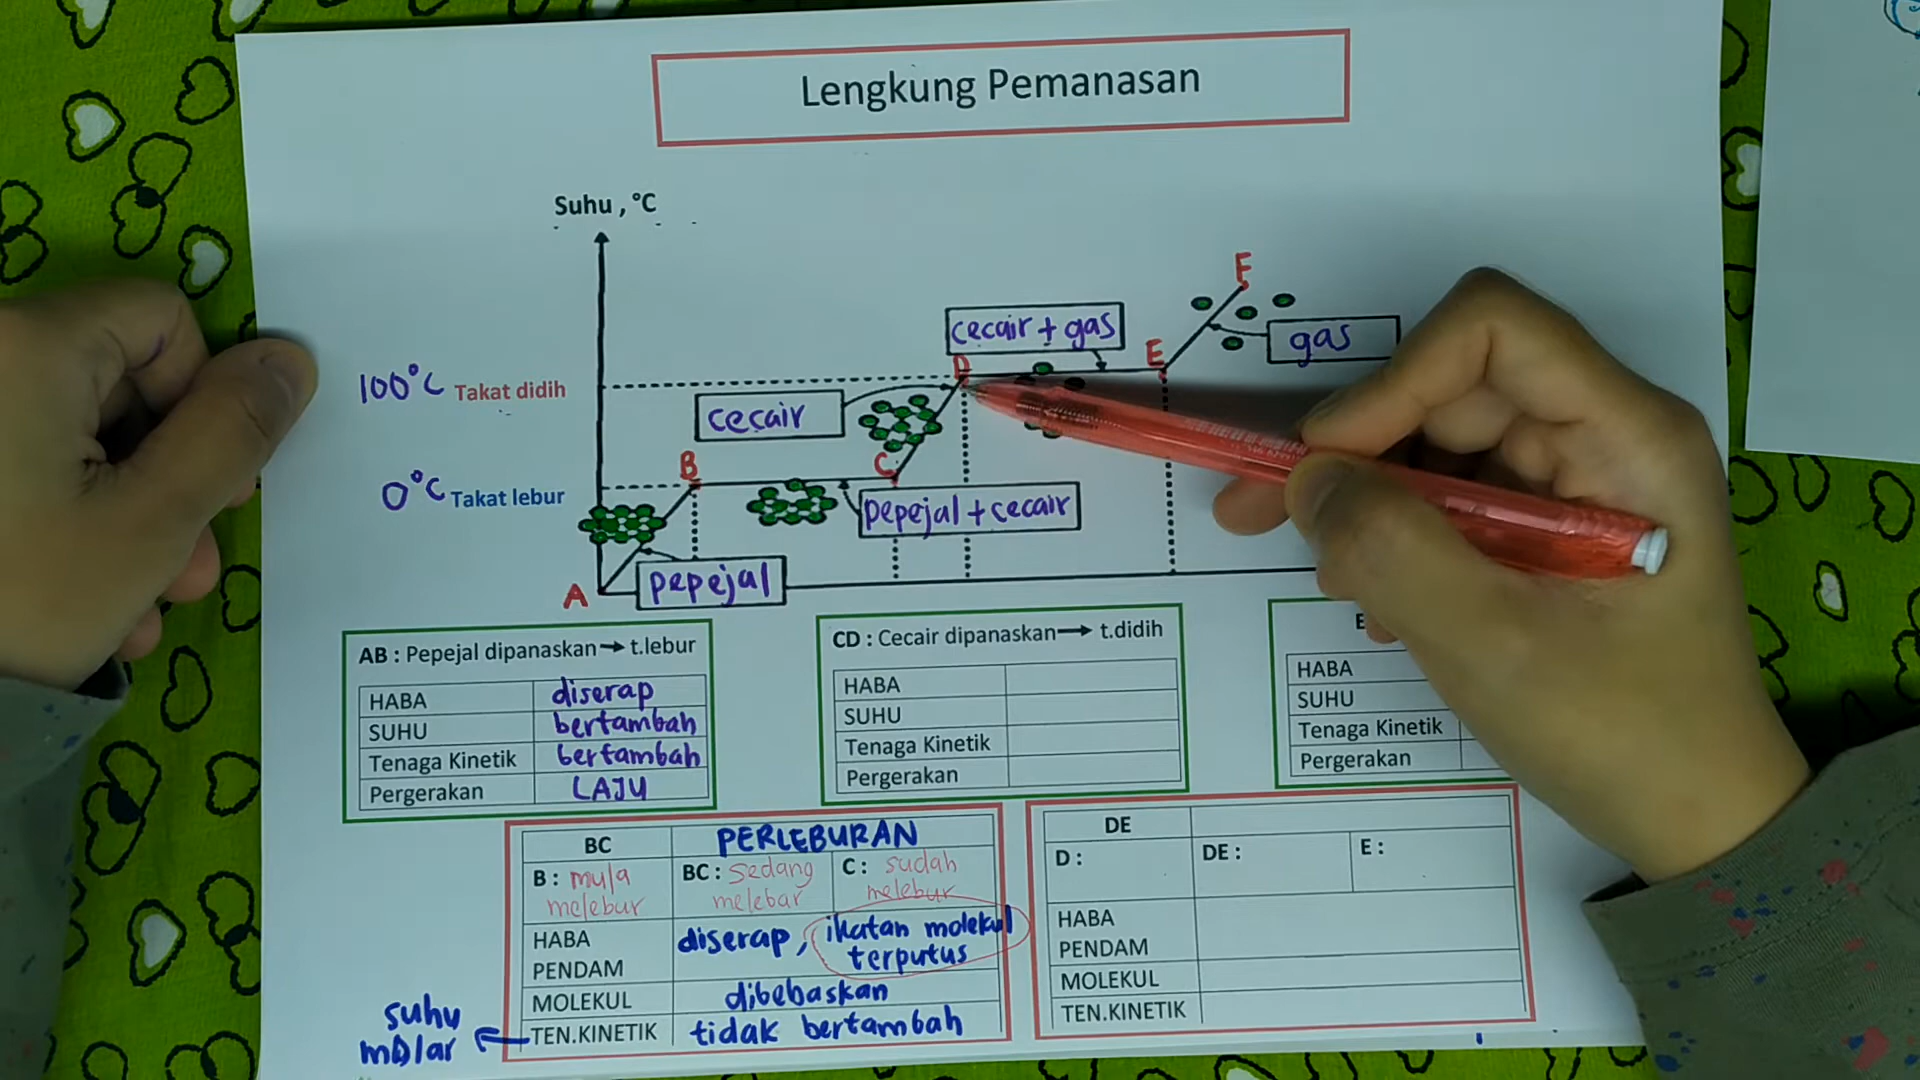 Lengkung Pemanasan
Suhu , °C
F
cecair + gas
E
gas
D
100°C Takat didih
cecair
B
C
0°C Takat lebur
pepejal + cecair
pepejal
A
AB : Pepejal dipanaskan → t.lebur
HABA diserap
SUHU bertambah
Tenaga Kinetik bertambah
Pergerakan LAJU
CD : Cecair dipanaskan → t.didih
HABA
SUHU
Tenaga Kinetik
Pergerakan
E
HABA
SUHU
Tenaga Kinetik
Pergerakan
BC PERLEBURAN
B : mula melebur
BC : sedang melebar
C : sudah melebur
HABA PENDAM diserap, ikatan molekul terputus
MOLEKUL dibebaskan
TEN.KINETIK tidak bertambah
suhu
malar
DE
D :
DE :
E :
HABA
PENDAM
MOLEKUL
TEN.KINETIK